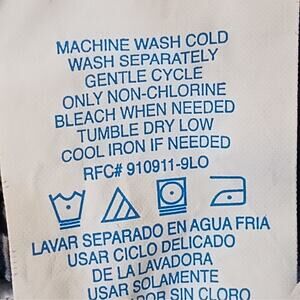 MACHINE WASH COLD
WASH SEPARATELY
GENTLE CYCLE
ONLY NON-CHLORINE
BLEACH WHEN NEEDED
TUMBLE DRY LOW
COOL IRON IF NEEDED
RFC# 910911-9LO
LAVAR SEPARADO EN AGUA FRIA
USAR CICLO DELICADO
DE LA LAVADORA
USAR SOLAMENTE
SIN CLORO